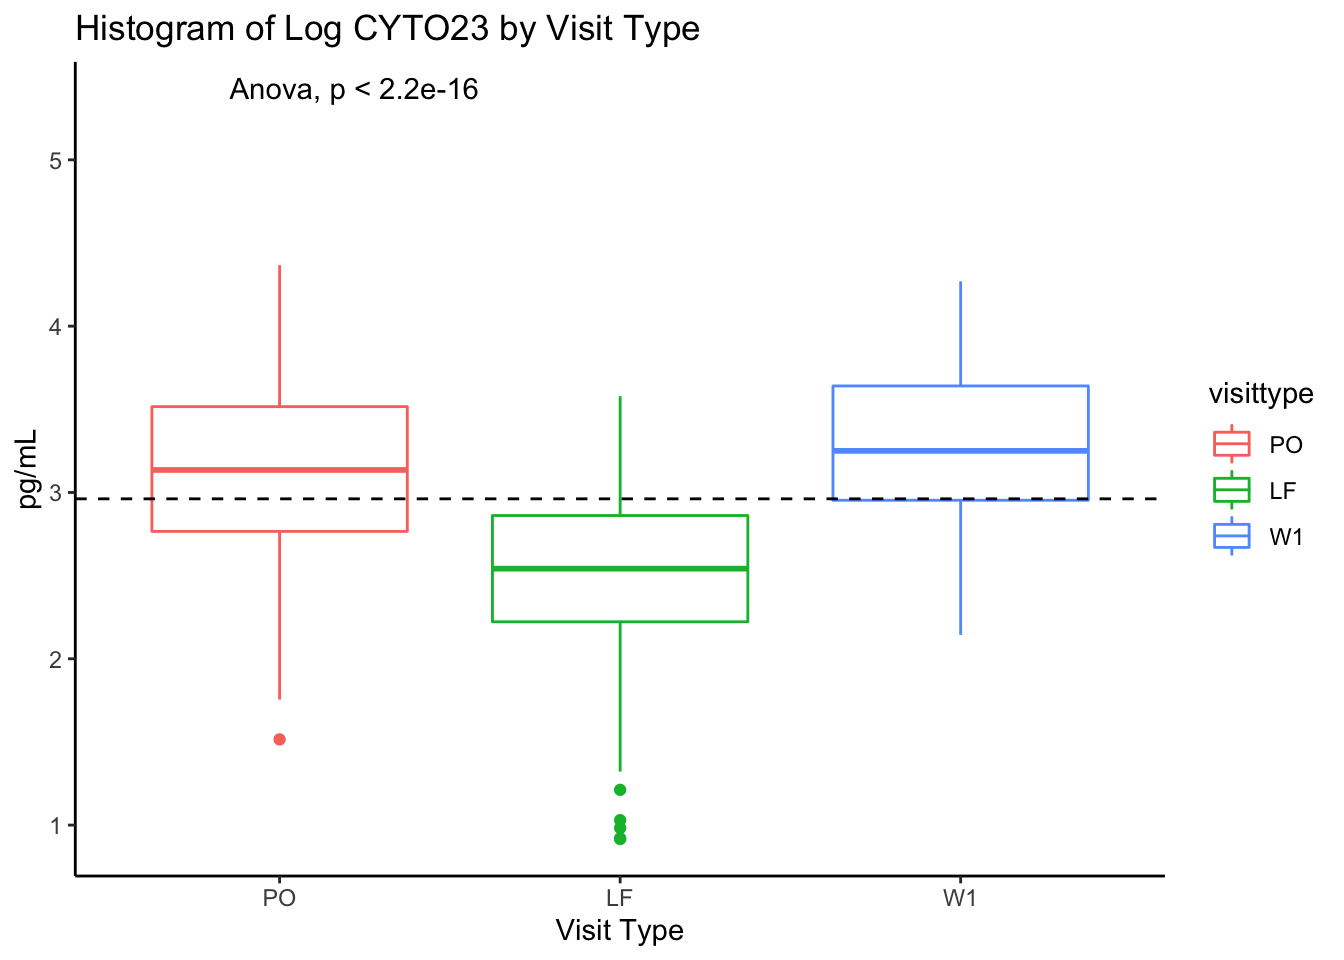 Histogram of Log CYTO23 by Visit Type
Anova, p < 2.2e-16
5
4
3
2
1
pg/mL
PO
LF
W1
Visit Type
visittype
PO
LF
W1